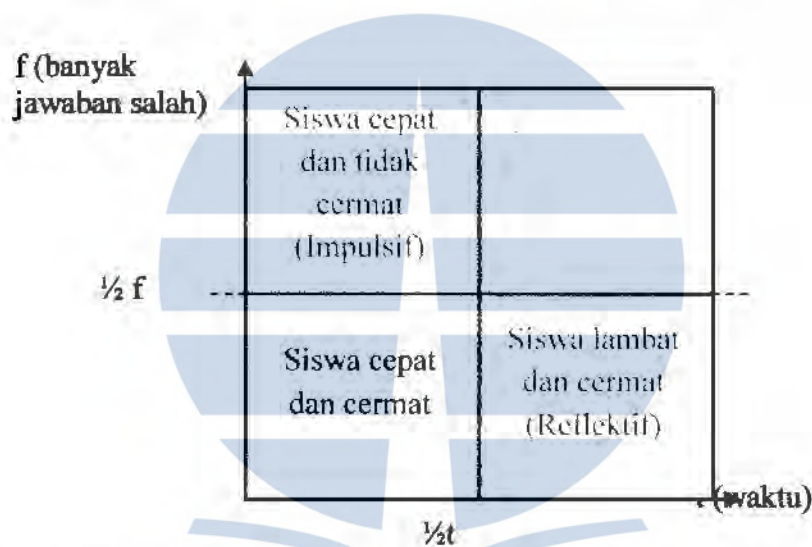 f (banyak
jawaban salah)
Siswa cepat
dan tidak
cermat
(Impulsif)
½ f
Siswa cepat
dan cermat
Siswa lambat
dan cermat
(Reflektif)
t (waktu)
½t